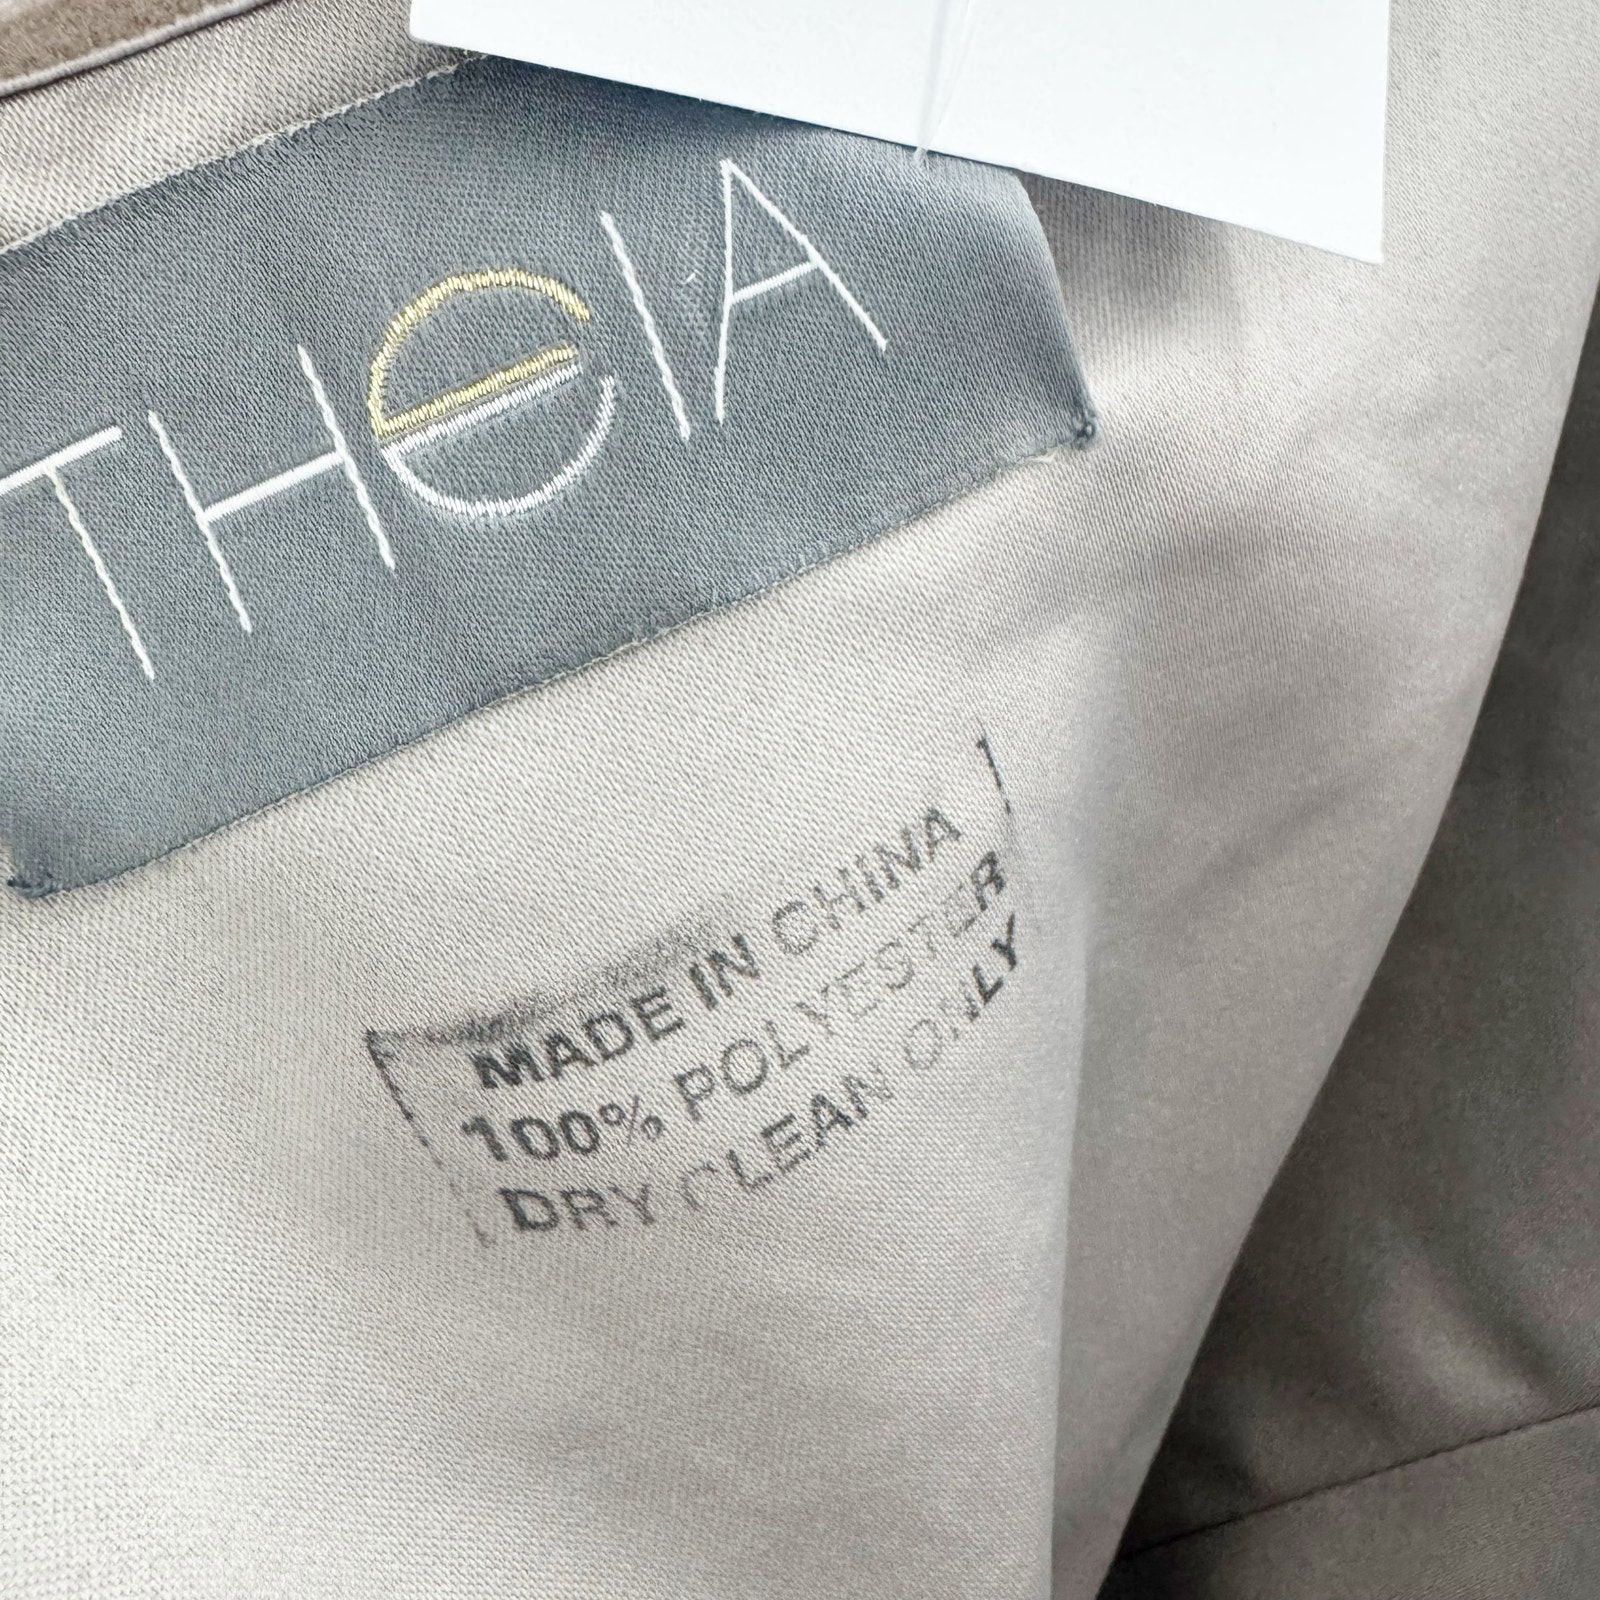 THeIA
MADE IN CHINA
100% POLYESTER
DRY CLEAN ONLY